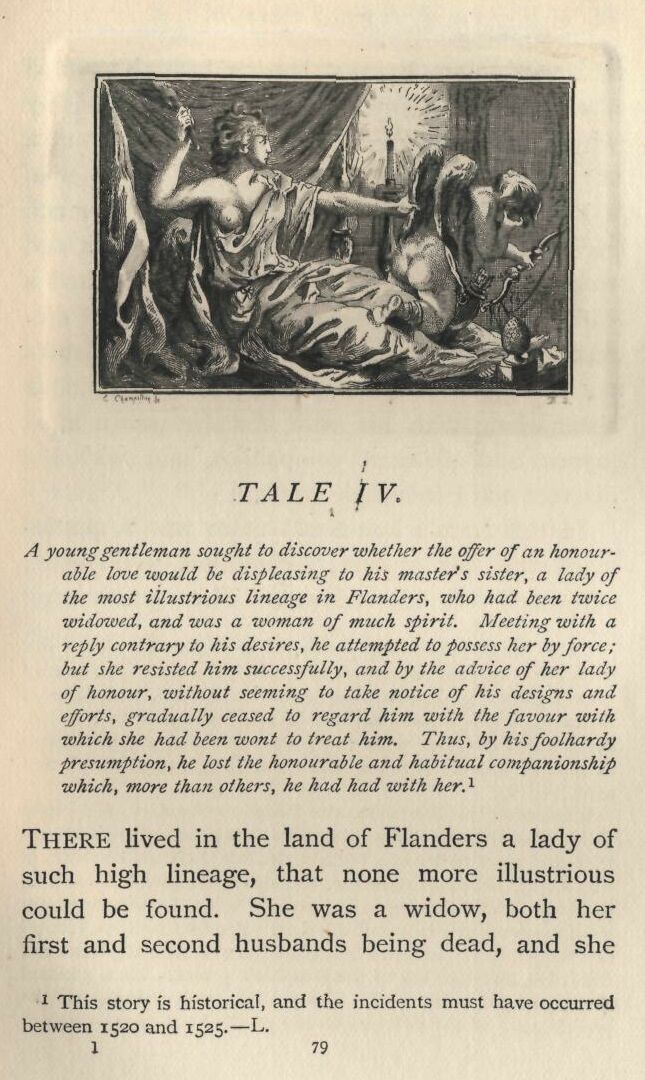 C Champollion sc
TALE IV.
A young gentleman sought to discover whether the offer of an honour-
able love would be displeasing to his master's sister, a lady of
the most illustrious lineage in Flanders, who had been twice
widowed, and was a woman of much spirit. Meeting with a
reply contrary to his desires, he attempted to possess her by force;
but she resisted him successfully, and by the advice of her lady
of honour, without seeming to take notice of his designs and
efforts, gradually ceased to regard him with the favour with
which she had been wont to treat him. Thus, by his foolhardy
presumption, he lost the honourable and habitual companionship
which, more than others, he had had with her.1
THERE lived in the land of Flanders a lady of
such high lineage, that none more illustrious
could be found. She was a widow, both her
first and second husbands being dead, and she
1 This story is historical, and the incidents must have occurred
between 1520 and 1525.—L.
1 79